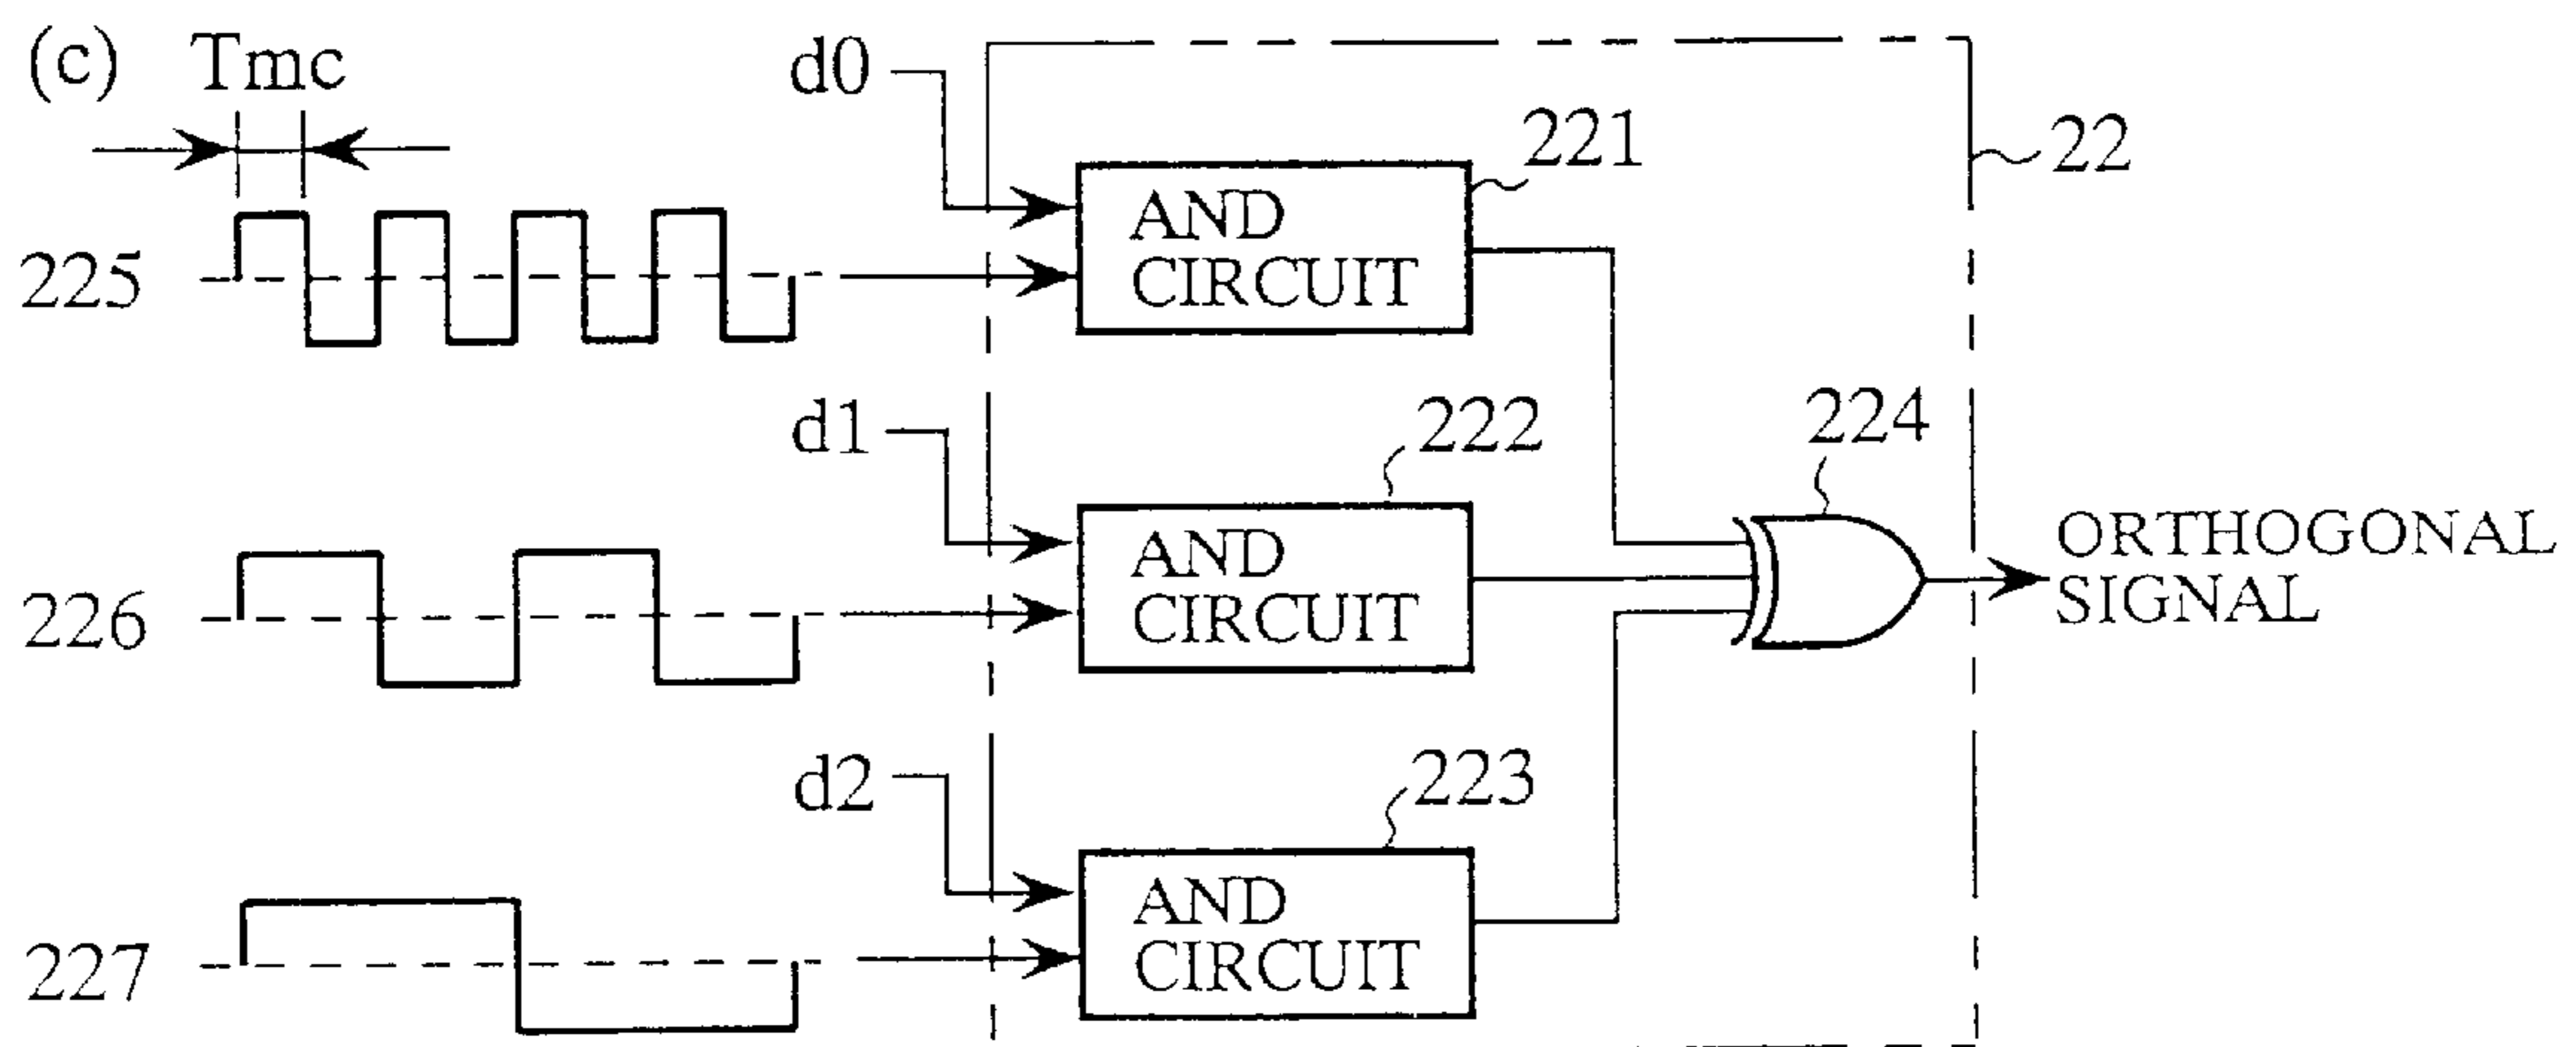 (c) Tmc
d0
221
22
AND
CIRCUIT
225
d1
222
224
AND
CIRCUIT
ORTHOGONAL
SIGNAL
226
d2
223
AND
CIRCUIT
227